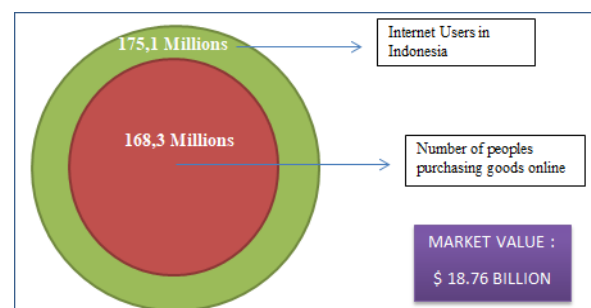 175,1 Millions
Internet Users in
Indonesia
168,3 Millions
Number of peoples
purchasing goods online
MARKET VALUE :
$ 18.76 BILLION